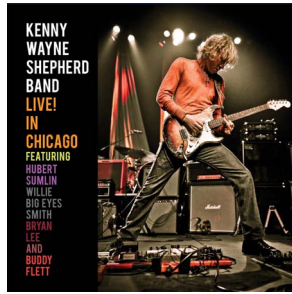 KENNY
WAYNE
SHEPHERD
BAND
LIVE!
IN
CHICAGO
FEATURING
HUBERT
SUMLIN
WILLIE
BIG EYES
SMITH
BRYAN
LEE
AND
BUDDY
FLETT
Marshall